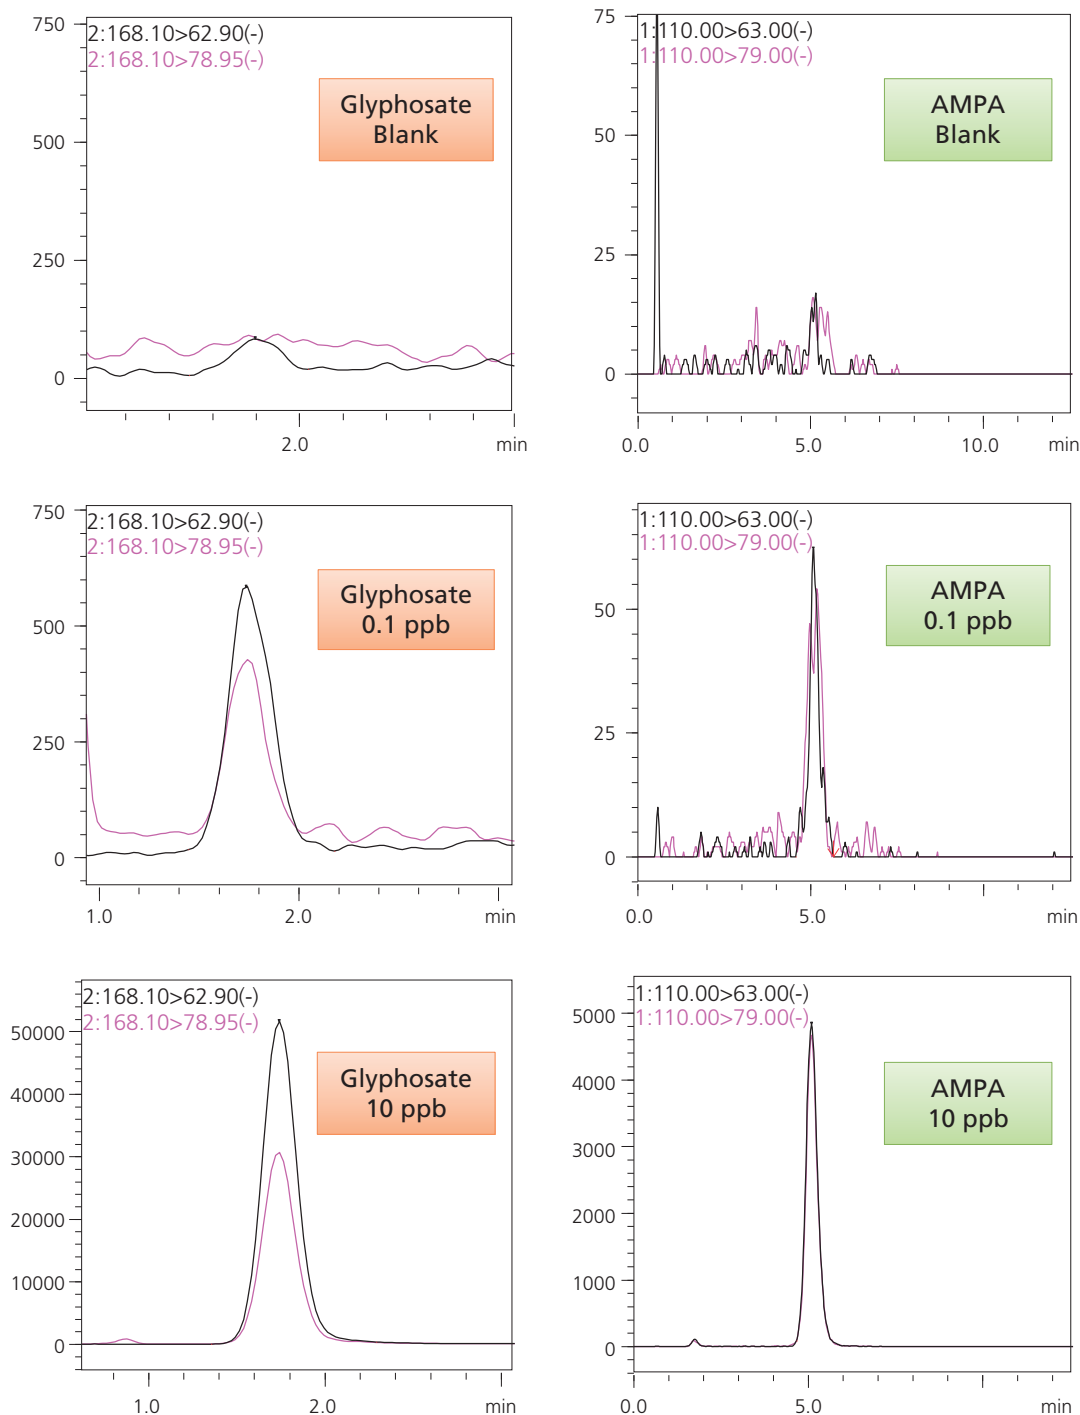 750
500
250
0
2:168.10>62.90(-)
2:168.10>78.95(-)
Glyphosate
Blank
2.0
min
75
50
25
0
1:110.00>63.00(-)
1:110.00>79.00(-)
AMPA
Blank
0.0
5.0
10.0
min
750
500
250
0
2:168.10>62.90(-)
2:168.10>78.95(-)
Glyphosate
0.1 ppb
1.0
2.0
min
50
25
0
1:110.00>63.00(-)
1:110.00>79.00(-)
AMPA
0.1 ppb
0.0
5.0
min
50000
40000
30000
20000
10000
0
2:168.10>62.90(-)
2:168.10>78.95(-)
Glyphosate
10 ppb
1.0
2.0
min
5000
4000
3000
2000
1000
0
1:110.00>63.00(-)
1:110.00>79.00(-)
AMPA
10 ppb
0.0
5.0
min